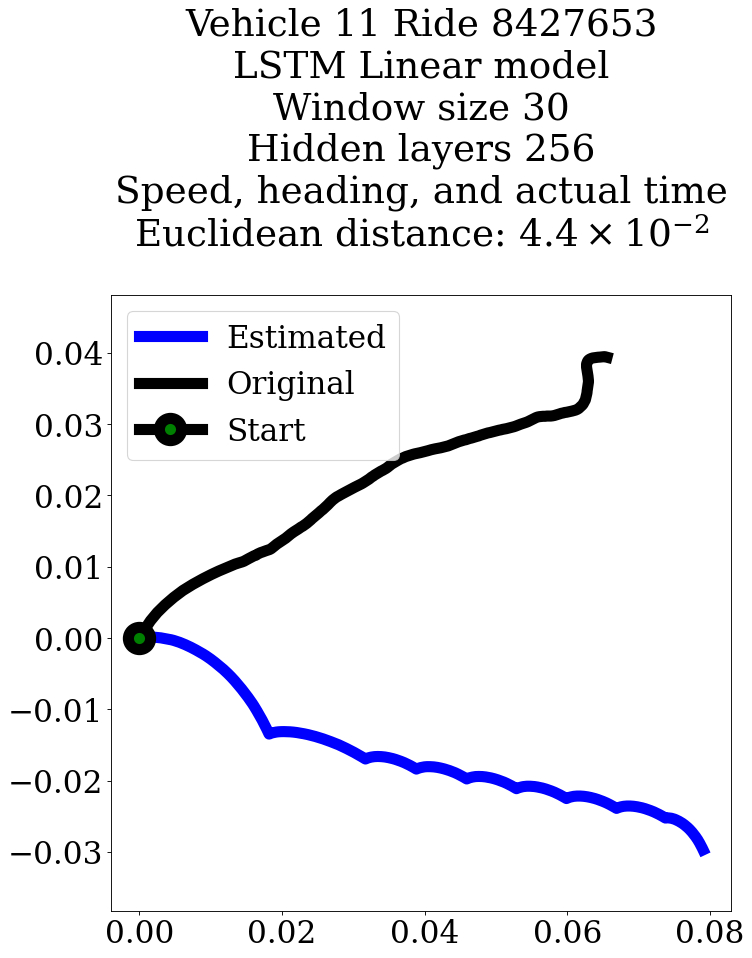 Vehicle 11 Ride 8427653
LSTM Linear model
Window size 30
Hidden layers 256
Speed, heading, and actual time
Euclidean distance: 4.4 × 10⁻²
Estimated
Original
Start
0.04
0.03
0.02
0.01
0.00
−0.01
−0.02
−0.03
0.00 0.02 0.04 0.06 0.08